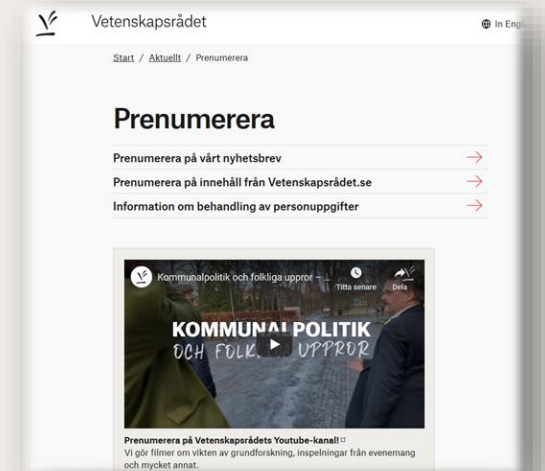 Vetenskapsrådet
In Eng
Start / Aktuellt / Prenumerera
Prenumerera
Prenumerera på vårt nyhetsbrev
Prenumerera på innehåll från Vetenskapsrådet.se
Information om behandling av personuppgifter
Kommunalpolitik och folkliga uppror – ...
Titta senare
Dela
KOMMUNALPOLITIK
OCH FOLK UPPROR
Prenumerera på Vetenskapsrådets Youtube-kanal!
Vi gör filmer om vikten av grundforskning, inspelningar från evenemang
och mycket annat.